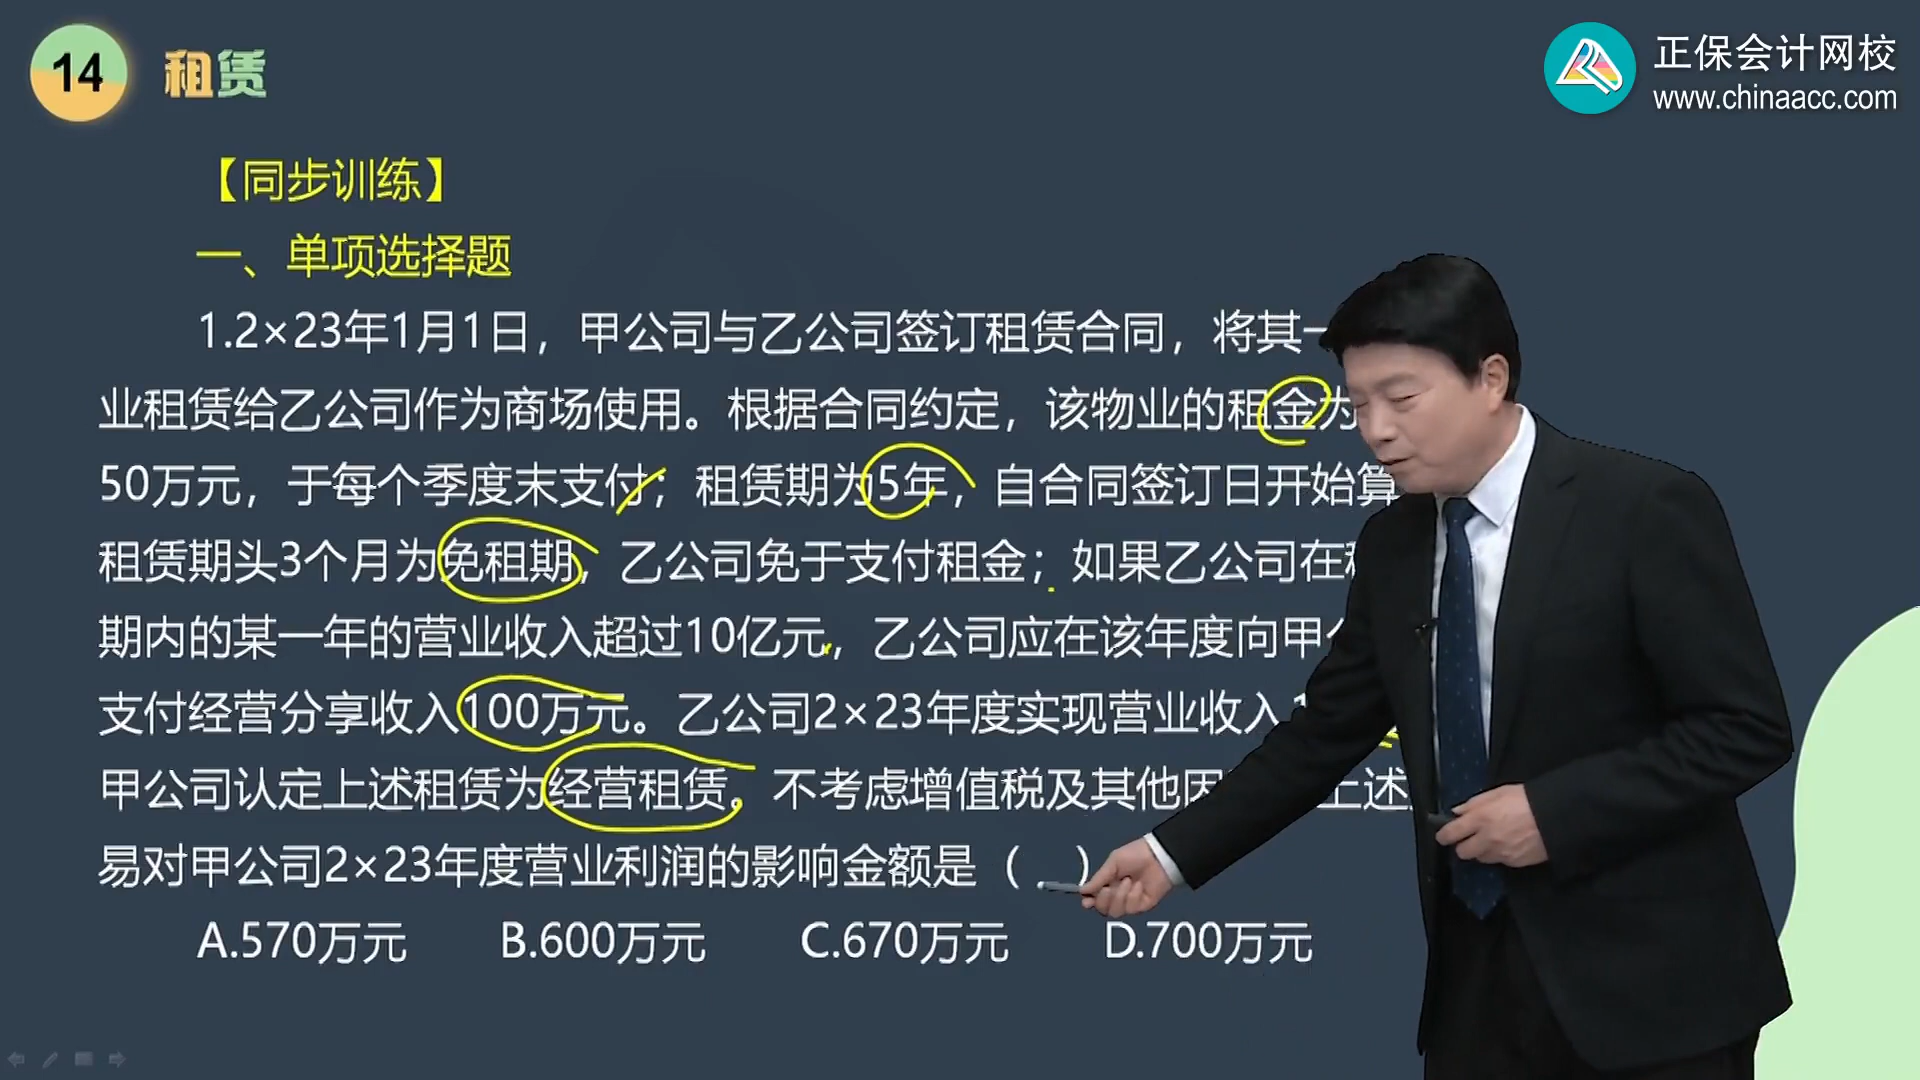 14 租赁
正保会计网校
www.chinaacc.com
【同步训练】
一、单项选择题
1.2×23年1月1日，甲公司与乙公司签订租赁合同，将其一
业租赁给乙公司作为商场使用。根据合同约定，该物业的租金为
50万元，于每个季度末支付；租赁期为5年，自合同签订日开始算
租赁期头3个月为免租期，乙公司免于支付租金；如果乙公司在
期内的某一年的营业收入超过10亿元，乙公司应在该年度向甲
支付经营分享收入100万元。乙公司2×23年度实现营业收入
甲公司认定上述租赁为经营租赁。不考虑增值税及其他因 上述
易对甲公司2×23年度营业利润的影响金额是（ ）
A.570万元 B.600万元 C.670万元 D.700万元